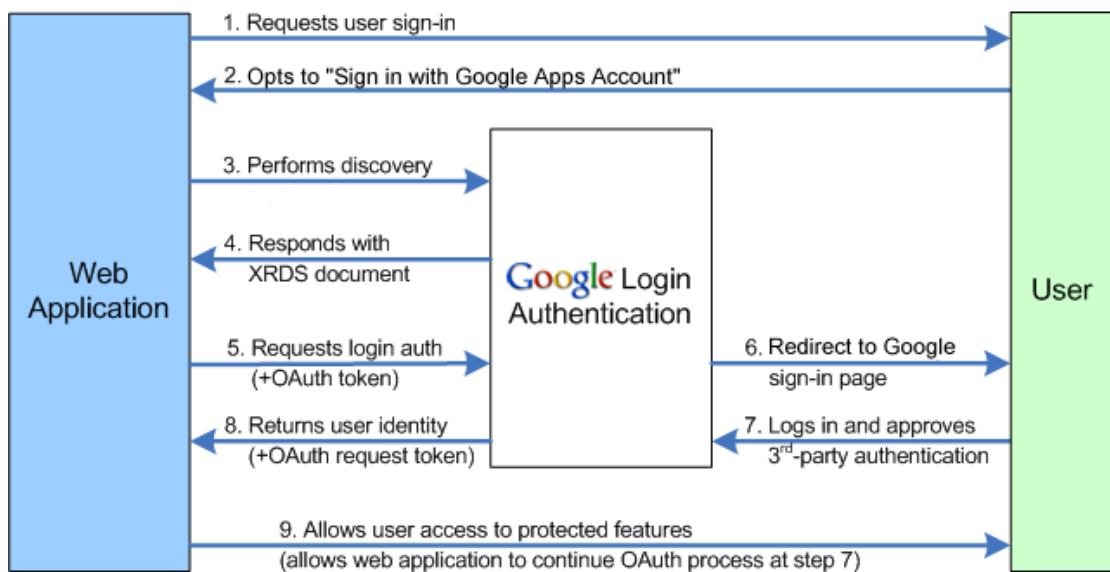 1. Requests user sign-in
2. Opts to "Sign in with Google Apps Account"
3. Performs discovery
4. Responds with
XRDS document
Web
Application
Google Login
Authentication
User
5. Requests login auth
(+OAuth token)
6. Redirect to Google
sign-in page
8. Returns user identity
(+OAuth request token)
7. Logs in and approves
3rd-party authentication
9. Allows user access to protected features
(allows web application to continue OAuth process at step 7)